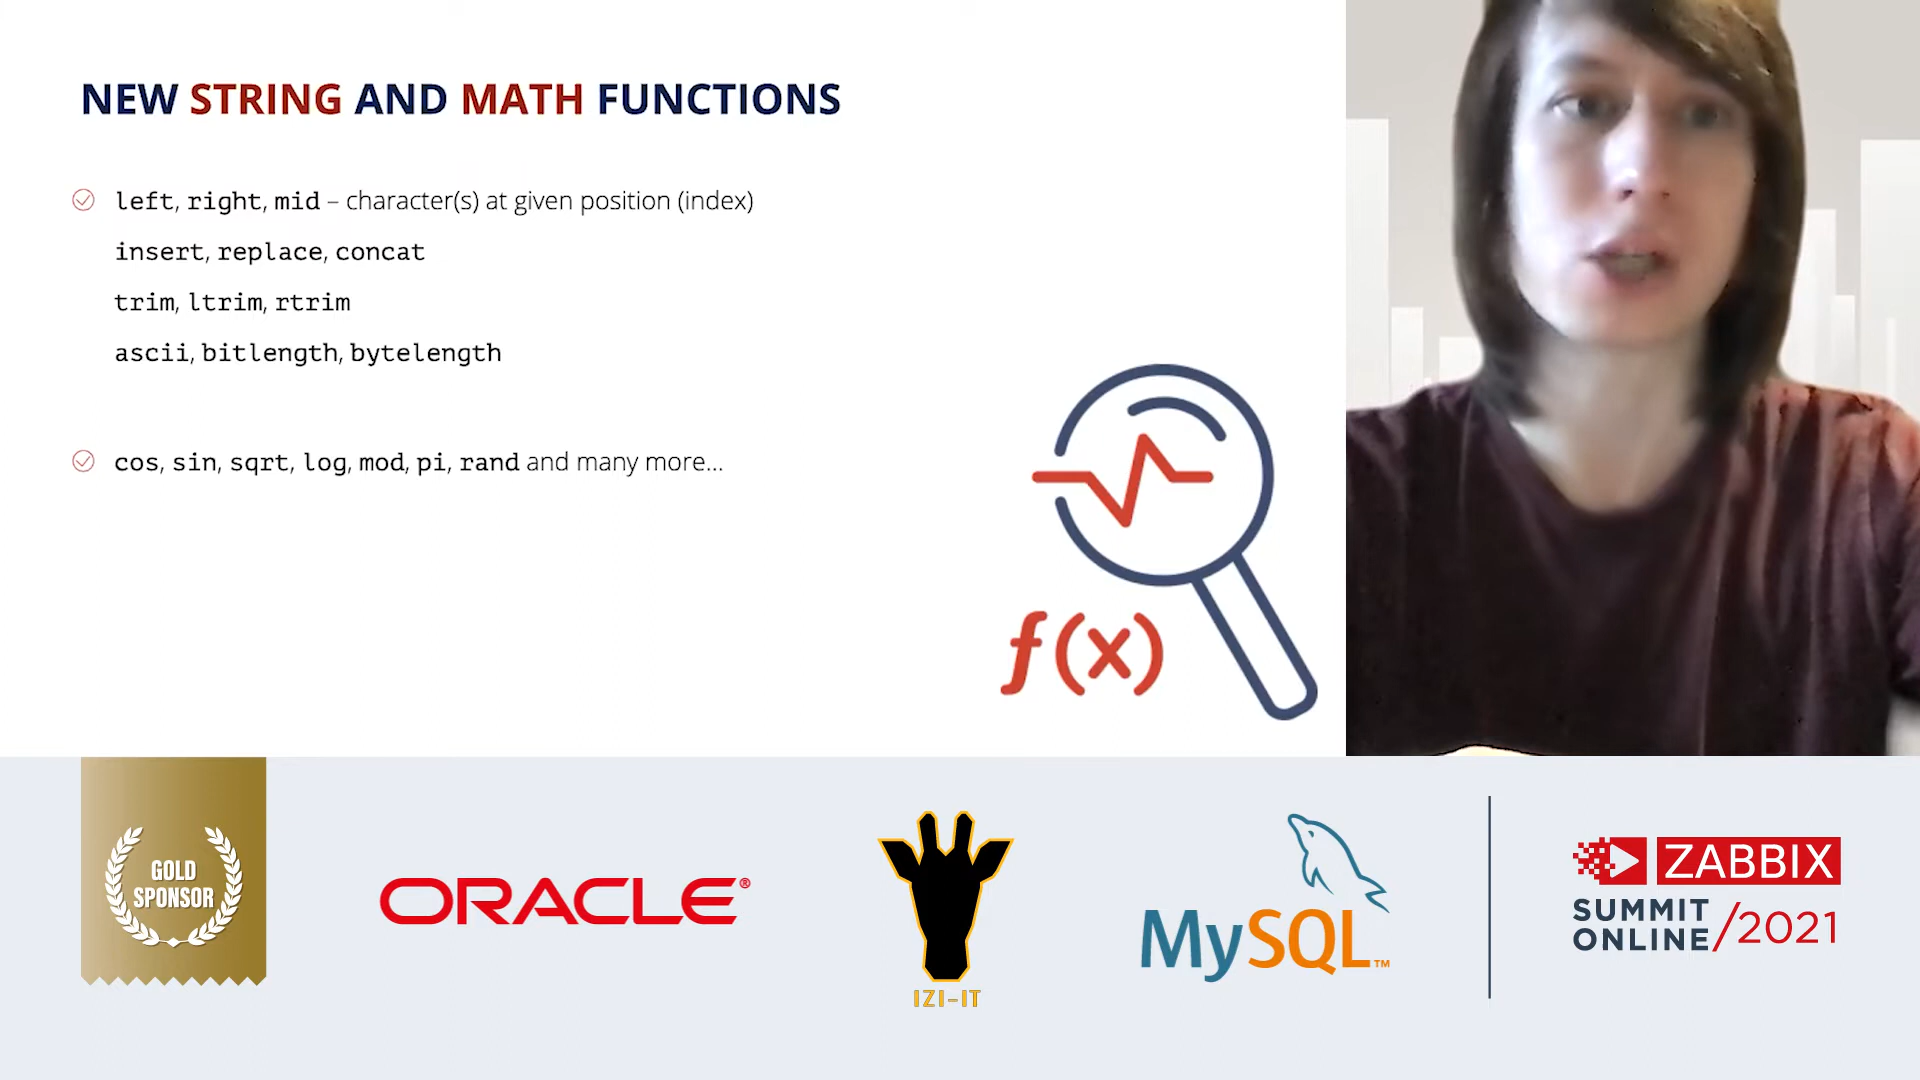 NEW STRING AND MATH FUNCTIONS
left, right, mid – character(s) at given position (index)
insert, replace, concat
trim, ltrim, rtrim
ascii, bitlength, bytelength
cos, sin, sqrt, log, mod, pi, rand and many more...
f(x)
GOLD
SPONSOR
ORACLE®
IZI-IT
MySQL™
ZABBIX
SUMMIT
ONLINE/2021